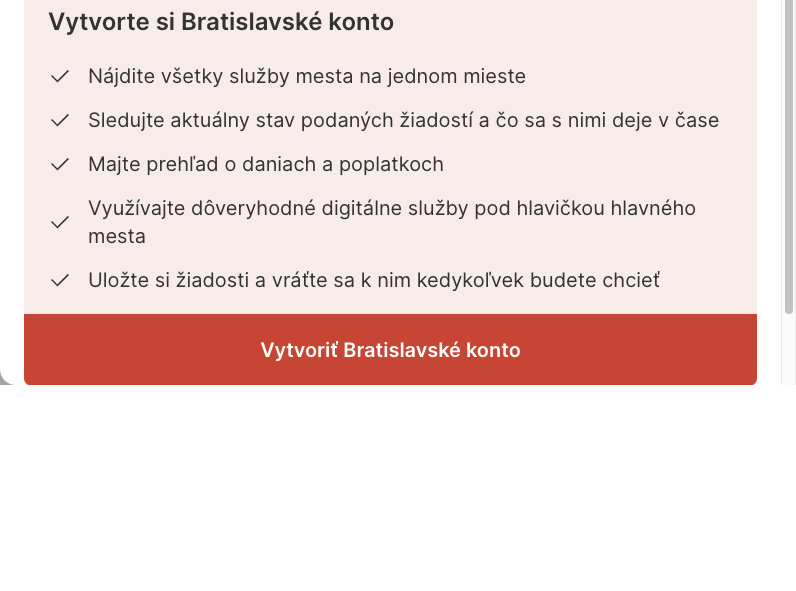 Vytvorte si Bratislavské konto
Nájdite všetky služby mesta na jednom mieste
Sledujte aktuálny stav podaných žiadostí a čo sa s nimi deje v čase
Majte prehľad o daniach a poplatkoch
Využívajte dôveryhodné digitálne služby pod hlavičkou hlavného
mesta
Uložte si žiadosti a vráťte sa k nim kedykoľvek budete chcieť
Vytvoriť Bratislavské konto